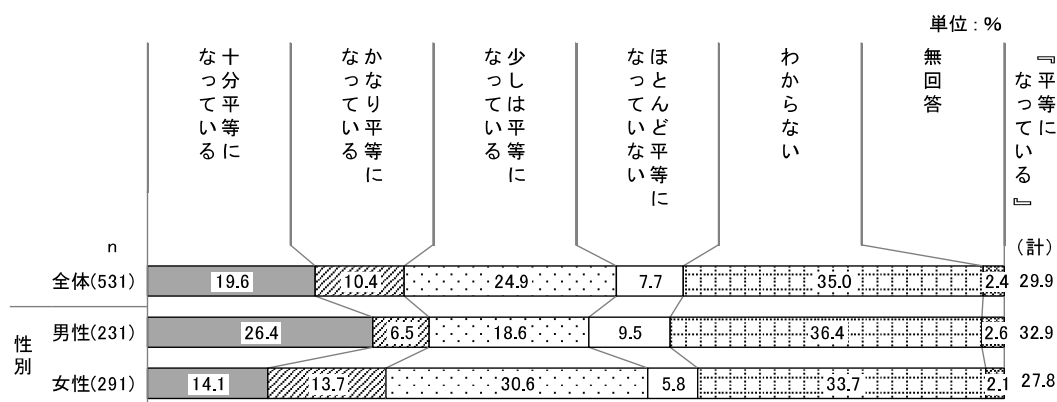 単位：％
十分平等に
なっている
かなり平等に
なっている
少しは平等に
なっている
ほとんど平等に
なっていない
わからない
無回答
『平等に
なっている』
n
（計）
全体(531) 19.6 10.4 24.9 7.7 35.0 2.4 29.9
性別
男性(231) 26.4 6.5 18.6 9.5 36.4 2.6 32.9
女性(291) 14.1 13.7 30.6 5.8 33.7 2.1 27.8